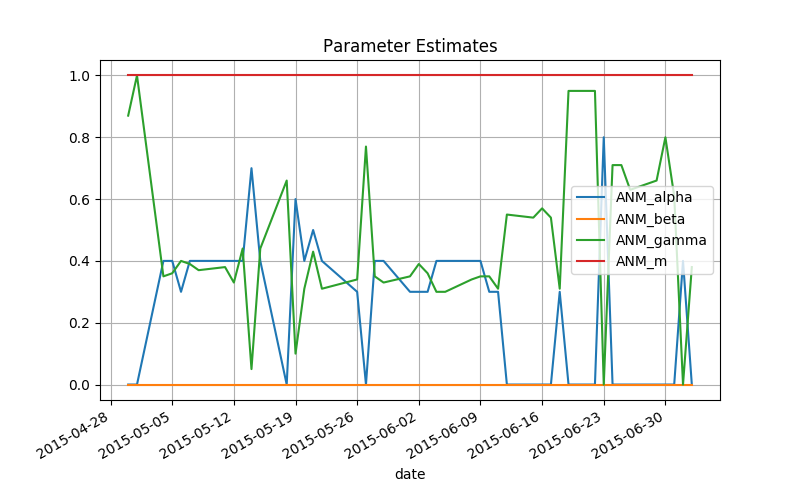 Parameter Estimates
1.0
0.8
0.6
0.4
0.2
0.0
ANM_alpha
ANM_beta
ANM_gamma
ANM_m
2015-04-28
2015-05-05
2015-05-12
2015-05-19
2015-05-26
2015-06-02
2015-06-09
2015-06-16
2015-06-23
2015-06-30
date